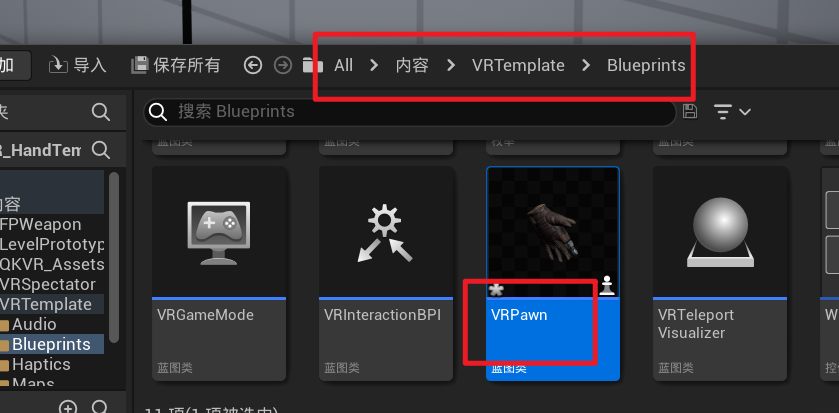 加 导入 保存所有 All 内容 VRTemplate Blueprints
搜索 Blueprints
R_HandTem
蓝图类 蓝图类 枚举 蓝图类
内容
FPWeapon
LevelPrototyp
QKVR_Assets
VRSpectator
VRTemplate
Audio
Blueprints
Haptics
Maps
VRGameMode
蓝图类
VRInteractionBPI
蓝图类
VRPawn
蓝图类
VRTeleport
Visualizer
蓝图类
W
控
11 项(1 项被选中)